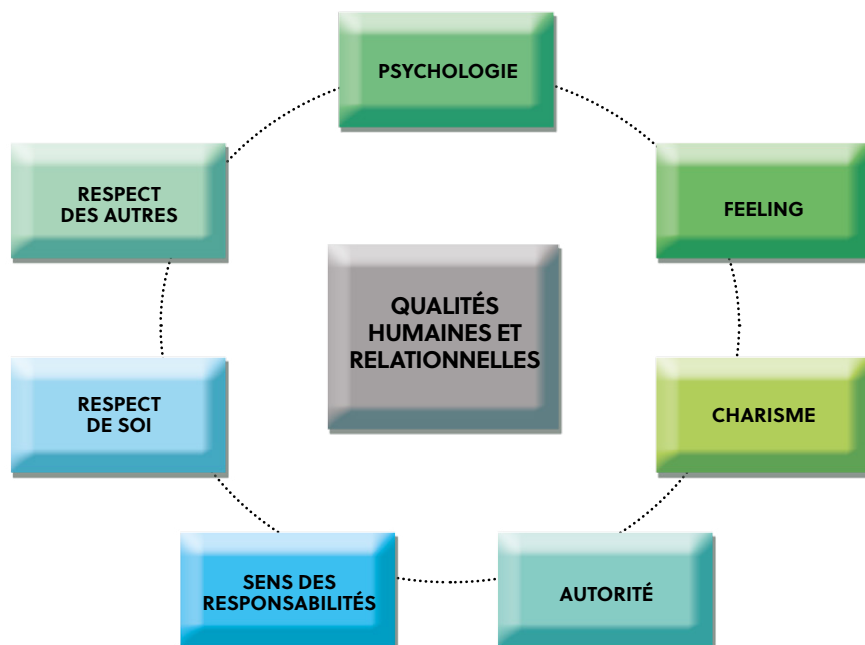 PSYCHOLOGIE
RESPECT
DES AUTRES
FEELING
QUALITÉS
HUMAINES ET
RELATIONNELLES
RESPECT
DE SOI
CHARISME
SENS DES
RESPONSABILITÉS
AUTORITÉ